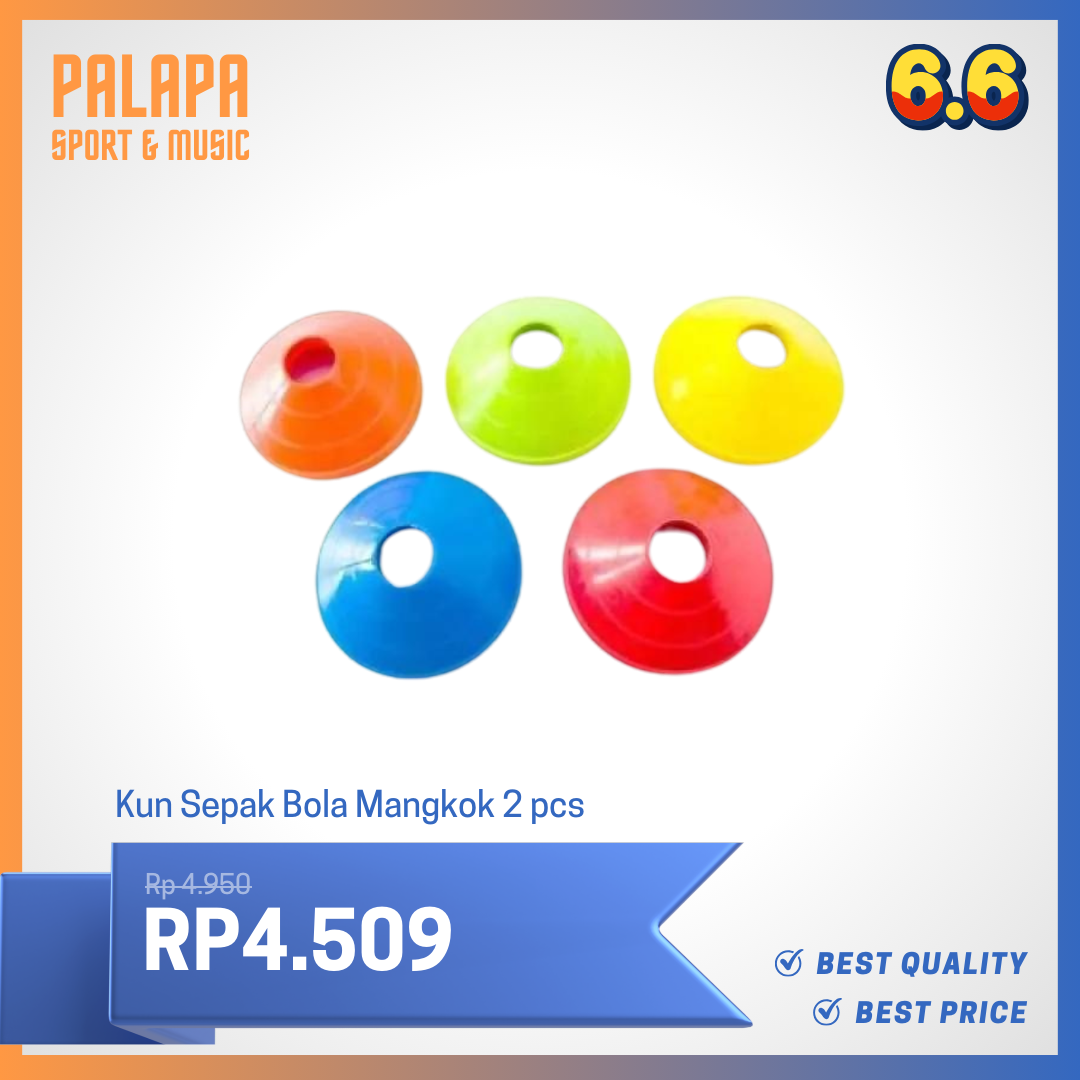 PALAPA
SPORT & MUSIC
6.6
Kun Sepak Bola Mangkok 2 pcs
Rp 4.950
RP4.509
BEST QUALITY
BEST PRICE